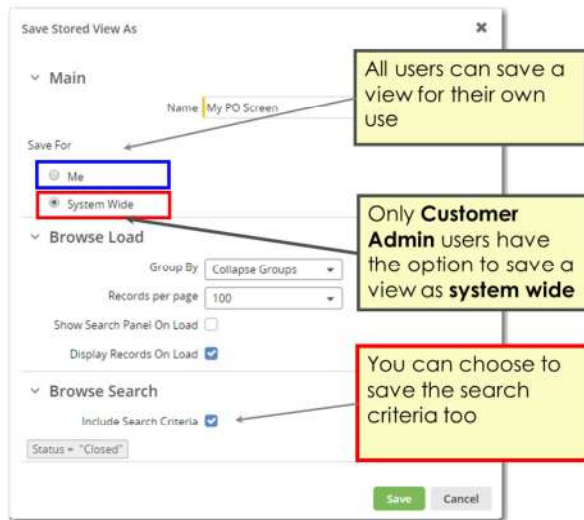 Save Stored View As
Main
Name My PO Screen
All users can save a
view for their own
use
Save For
Me
System Wide
Only Customer
Admin users have
the option to save a
view as system wide
Browse Load
Group By Collapse Groups
Records per page 100
Show Search Panel On Load
Display Records On Load
You can choose to
save the search
criteria too
Browse Search
Include Search Criteria
Status = "Closed"
Save Cancel